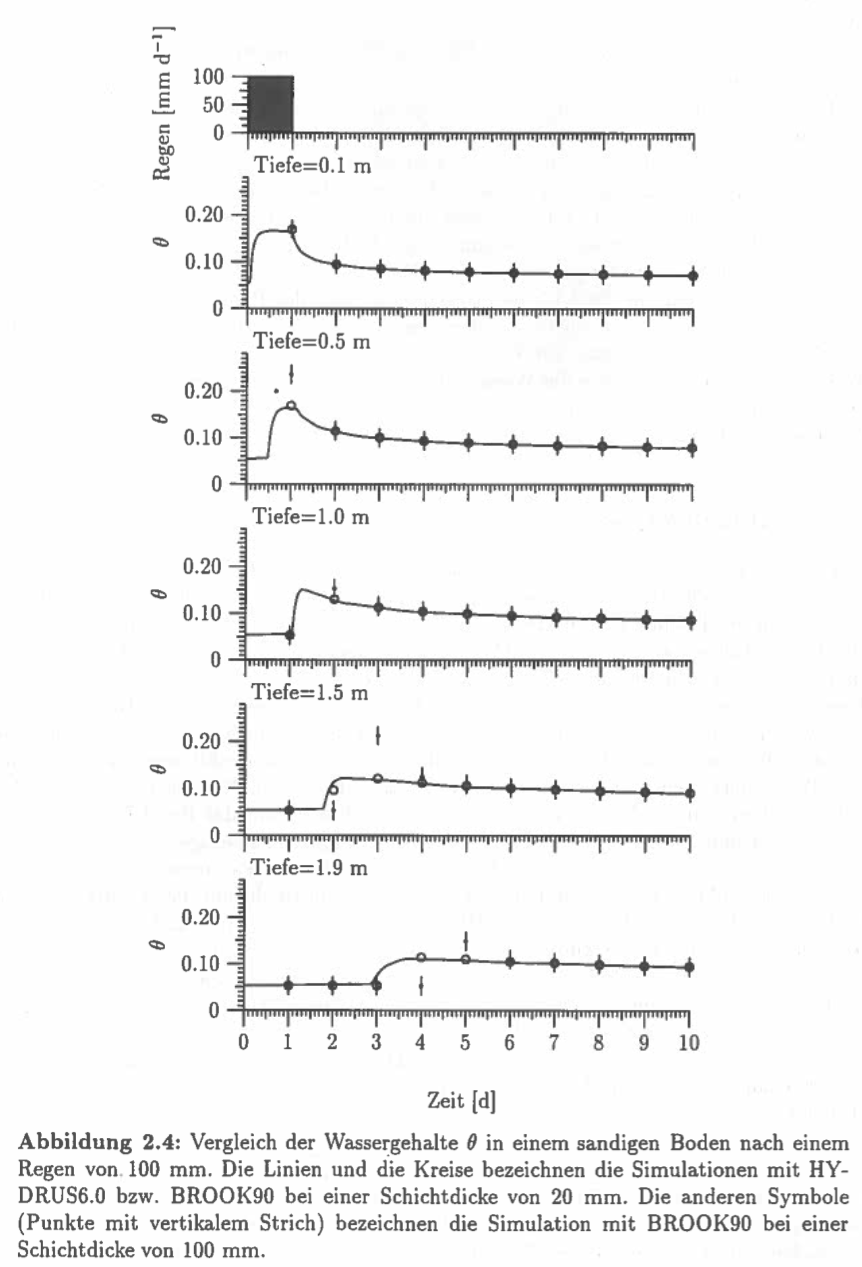 Regen [mm d⁻¹]
100
50
0
Tiefe=0.1 m
θ
0.20
0.10
0
Tiefe=0.5 m
θ
0.20
0.10
0
Tiefe=1.0 m
θ
0.20
0.10
0
Tiefe=1.5 m
θ
0.20
0.10
0
Tiefe=1.9 m
θ
0.20
0.10
0
0 1 2 3 4 5 6 7 8 9 10
Zeit [d]
Abbildung 2.4: Vergleich der Wassergehalte θ in einem sandigen Boden nach einem
Regen von 100 mm. Die Linien und die Kreise bezeichnen die Simulationen mit HY-
DRUS6.0 bzw. BROOK90 bei einer Schichtdicke von 20 mm. Die anderen Symbole
(Punkte mit vertikalem Strich) bezeichnen die Simulation mit BROOK90 bei einer
Schichtdicke von 100 mm.